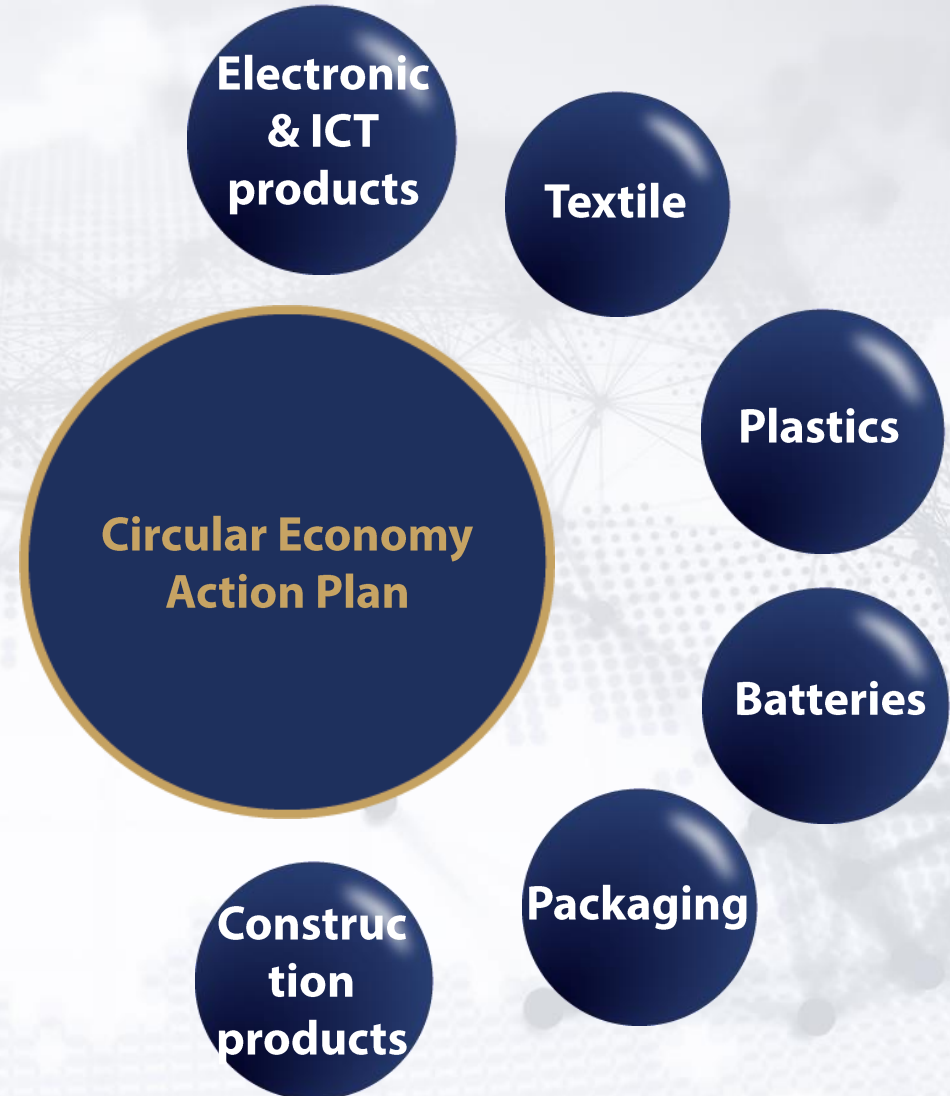 Electronic
& ICT
products
Textile
Plastics
Circular Economy
Action Plan
Batteries
Packaging
Construc
tion
products